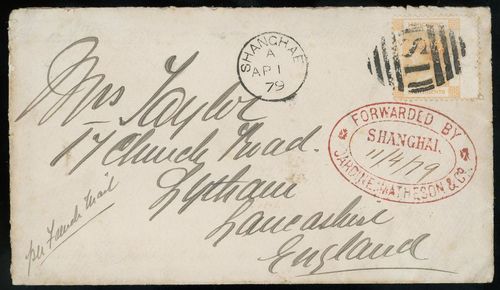 SHANGHAE
A
AP 1
79
FORWARDED BY
SHANGHAI.
11/4/79
JARDINE, MATHESON & Co.
Mrs Taylor
17 Church Road.
Lytham
Lancashire
England
per French Mail